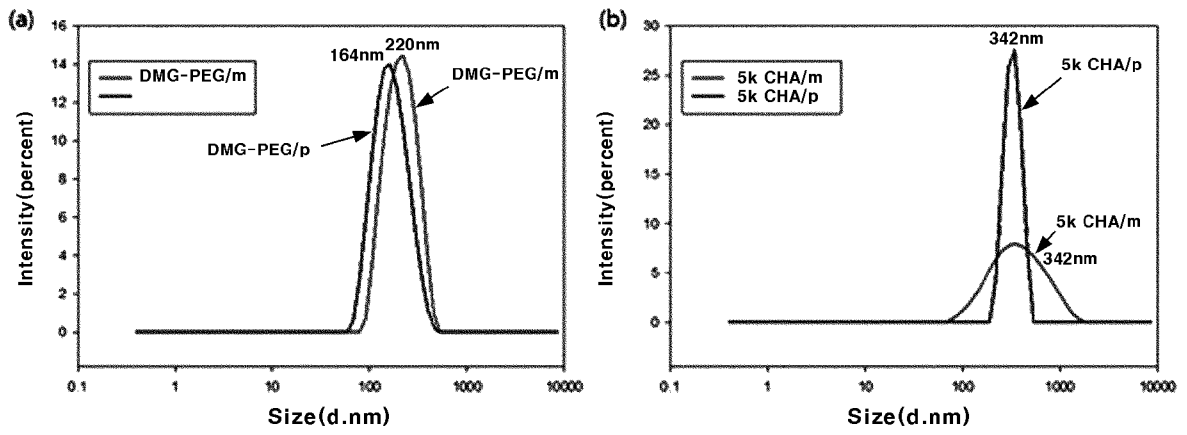 (a)
16
14
12
10
8
6
4
2
0
Intensity(percent)
DMG-PEG/m
164nm
220nm
DMG-PEG/m
DMG-PEG/p
0.1
1
10
100
1000
10000
Size(d.nm)
(b)
30
25
20
15
10
5
0
Intensity(percent)
5k CHA/m
5k CHA/p
342nm
5k CHA/p
5k CHA/m
342nm
0.1
1
10
100
1000
10000
Size(d.nm)